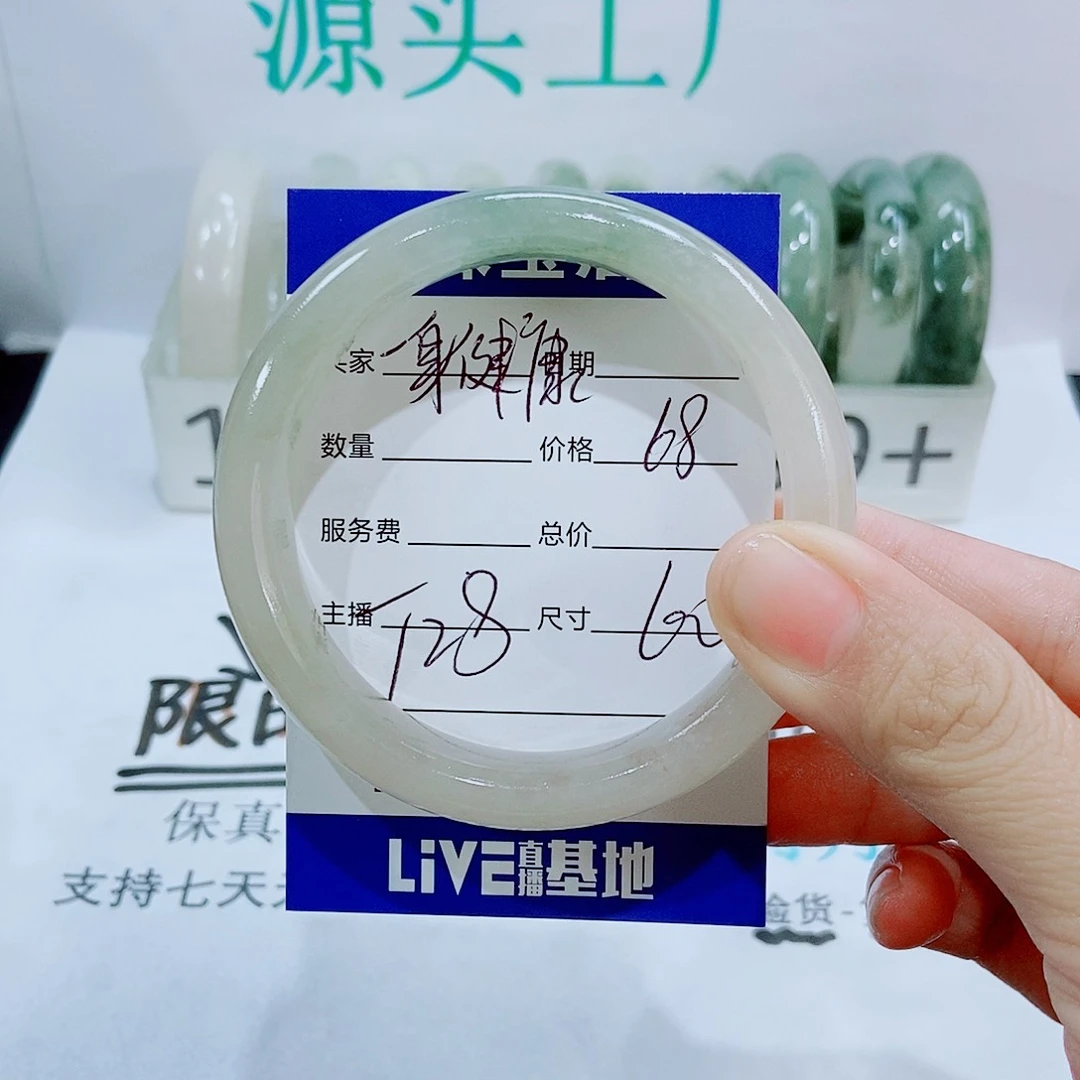 源头工厂
家 身健康 期
数量 价格 68
服务费 总价
主播 128 尺寸 60
9+
限时
保真
支持七天
验货
LiVE直播基地